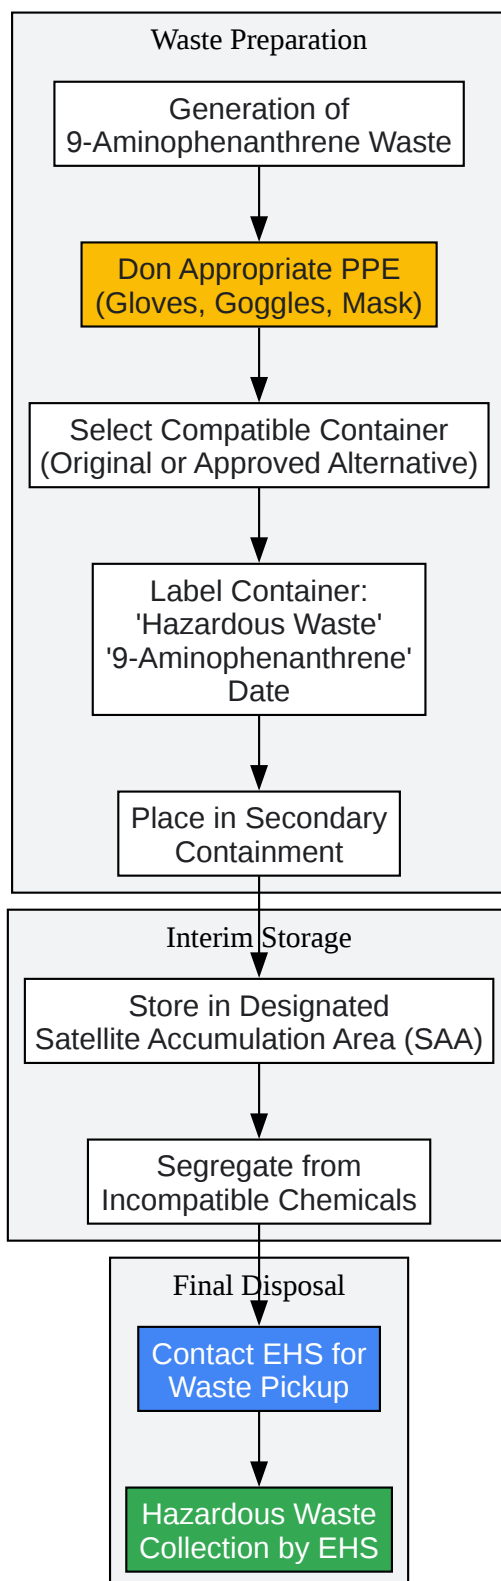 Waste Preparation
Generation of
9-Aminophenanthrene Waste
Don Appropriate PPE
(Gloves, Goggles, Mask)
Select Compatible Container
(Original or Approved Alternative)
Label Container:
'Hazardous Waste'
'9-Aminophenanthrene'
Date
Place in Secondary
Containment
Interim Storage
Store in Designated
Satellite Accumulation Area (SAA)
Segregate from
Incompatible Chemicals
Final Disposal
Contact EHS for
Waste Pickup
Hazardous Waste
Collection by EHS